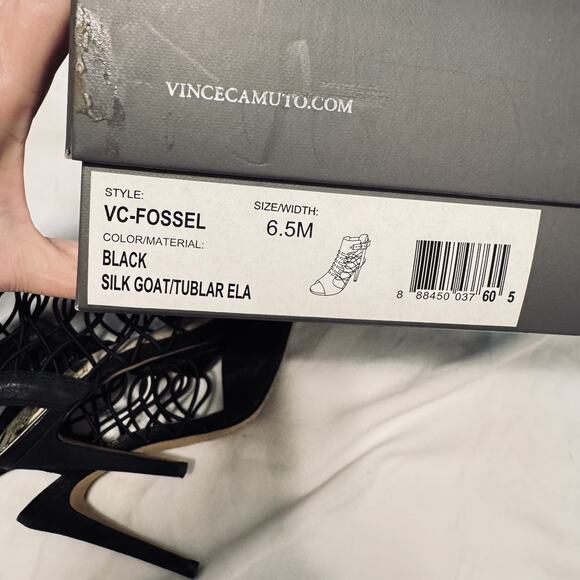 VINCECAMUTO.COM
STYLE:
VC-FOSSEL
SIZE/WIDTH:
6.5M
COLOR/MATERIAL:
BLACK
SILK GOAT/TUBLAR ELA
8 88450 037 60 5